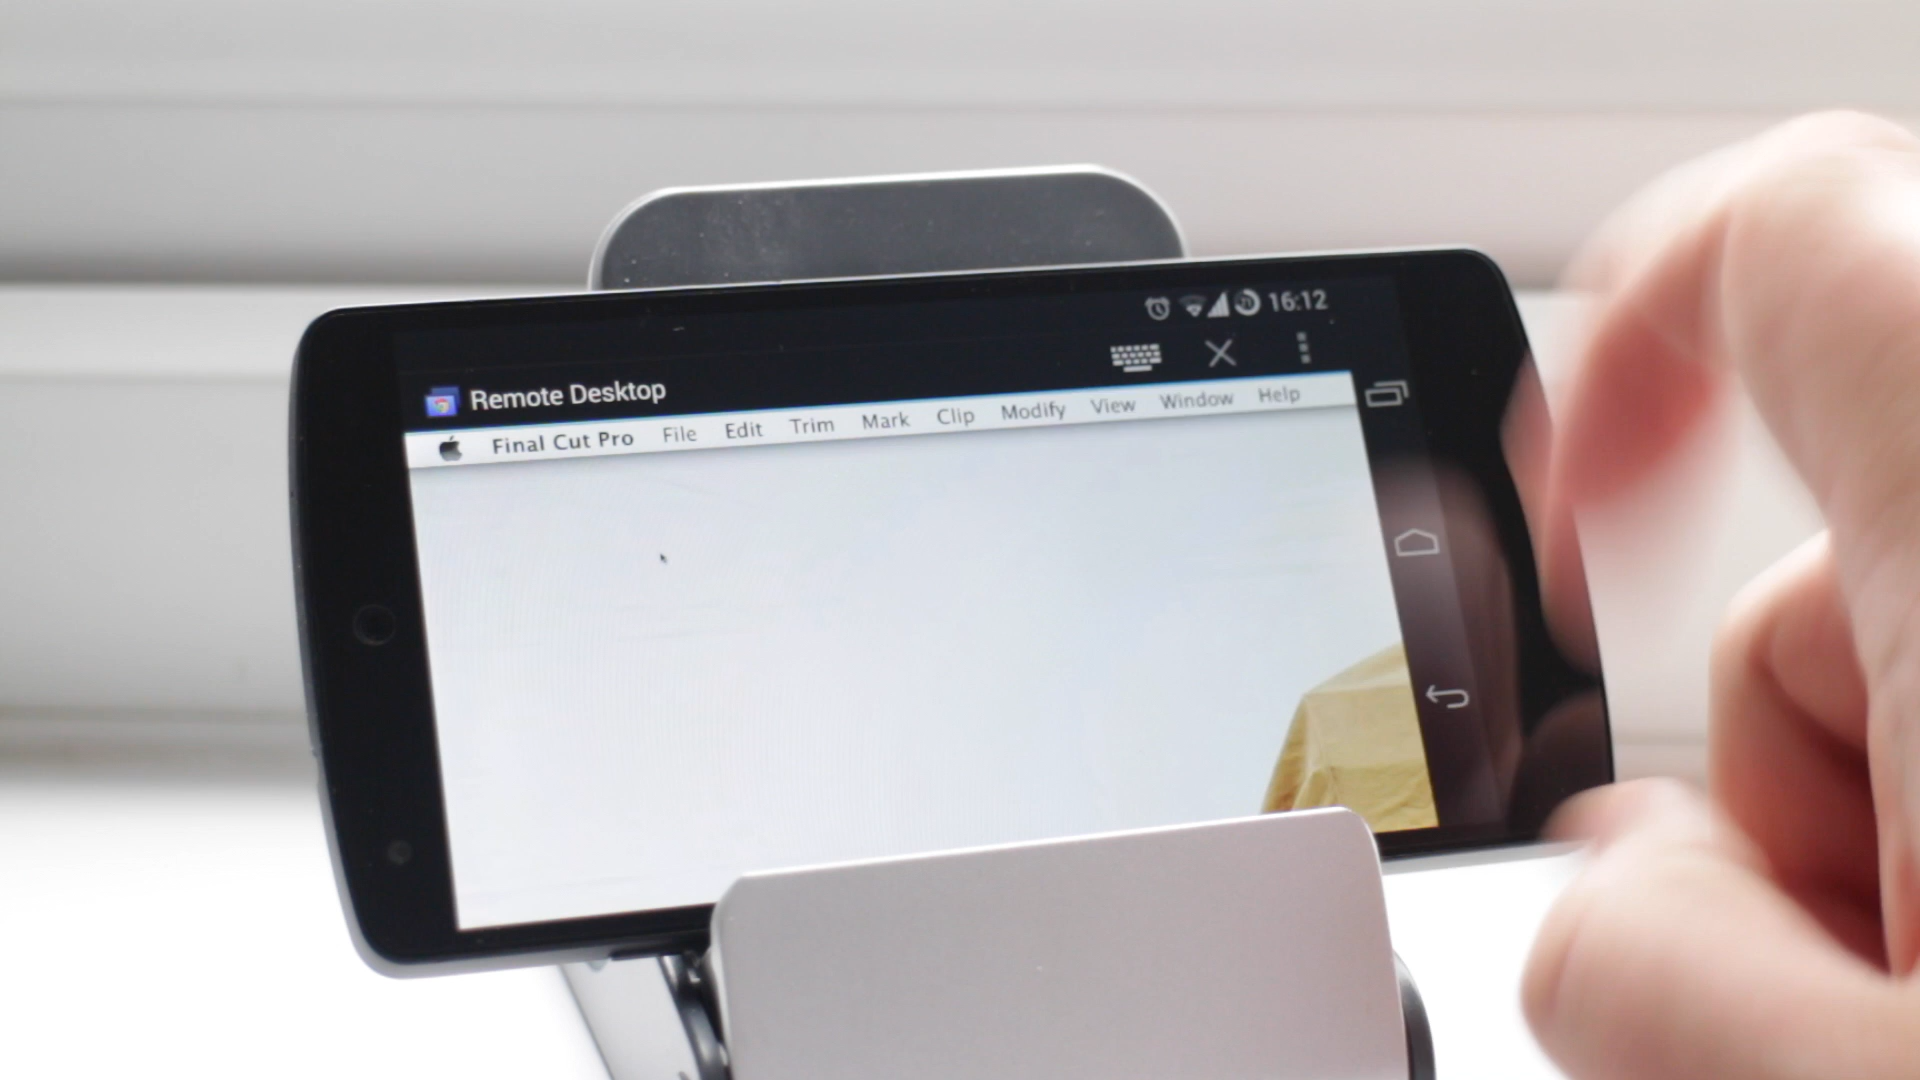 16:12
Remote Desktop
Final Cut Pro File Edit Trim Mark Clip Modify View Window Help